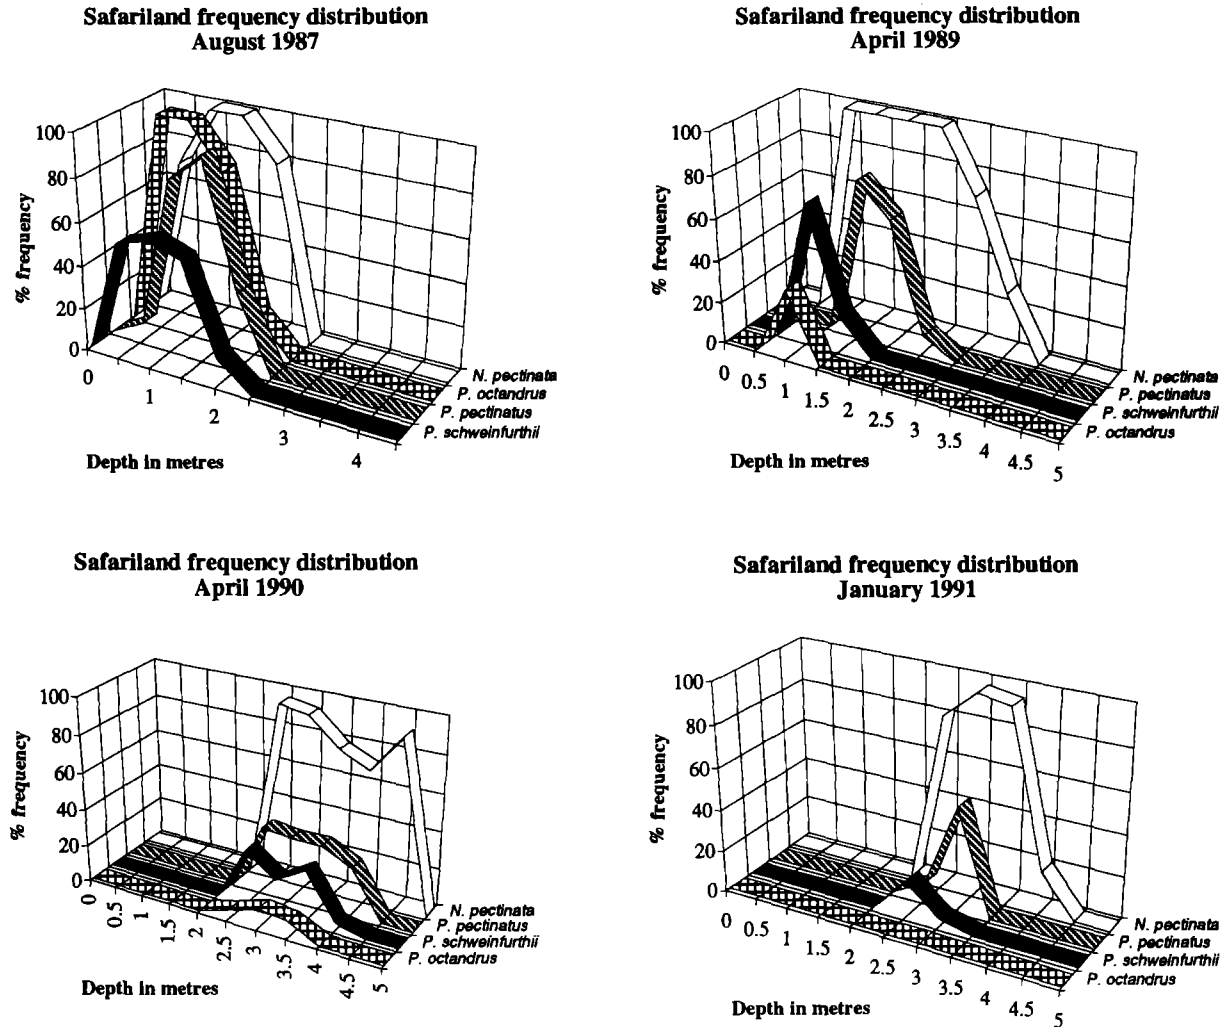 Safariland frequency distribution
August 1987
% frequency
100
80
60
40
20
0
0
1
2
3
4
Depth in metres
N. pectinata
P. octandrus
P. pectinatus
P. schweinfurthii
Safariland frequency distribution
April 1989
% frequency
100
80
60
40
20
0
0
0.5
1
1.5
2
2.5
3
3.5
4
4.5
5
Depth in metres
N. pectinata
P. pectinatus
P. schweinfurthii
P. octandrus
Safariland frequency distribution
April 1990
% frequency
100
80
60
40
20
0
0
0.5
1
1.5
2
2.5
3
3.5
4
4.5
5
Depth in metres
N. pectinata
P. pectinatus
P. schweinfurthii
P. octandrus
Safariland frequency distribution
January 1991
% frequency
100
80
60
40
20
0
0
0.5
1
1.5
2
2.5
3
3.5
4
4.5
5
Depth in metres
N. pectinata
P. pectinatus
P. schweinfurthii
P. octandrus